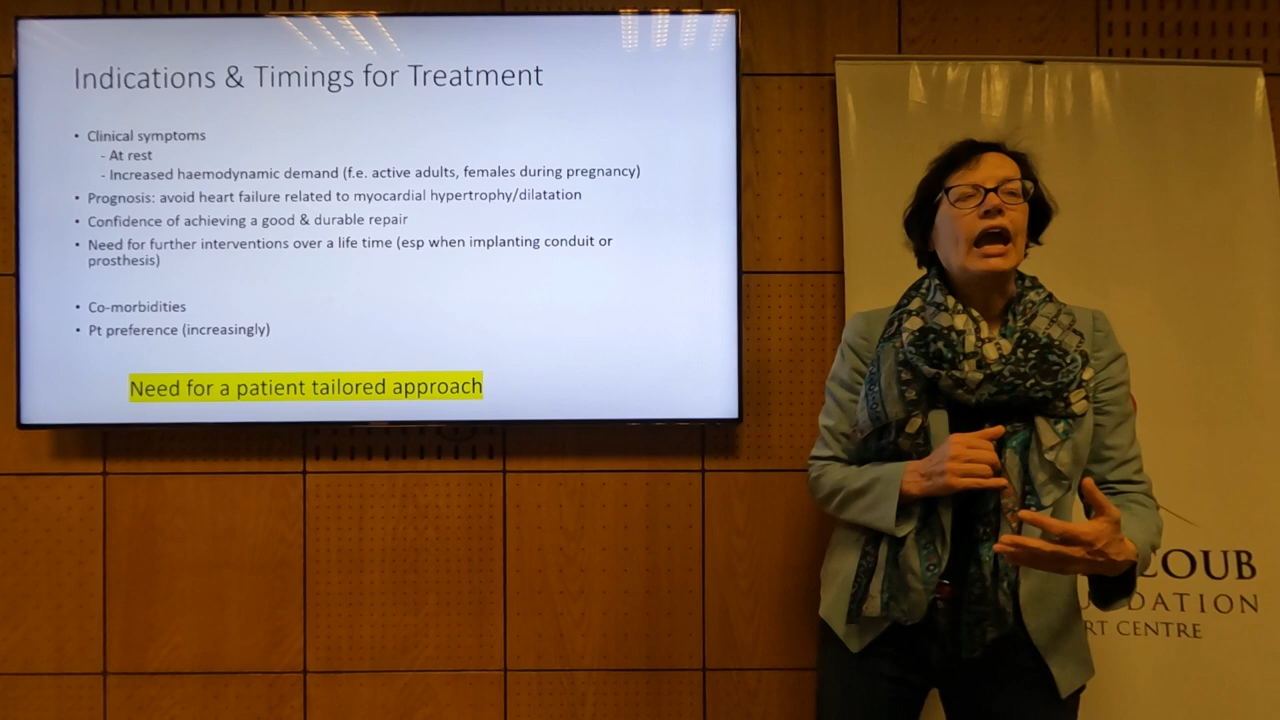 Indications & Timings for Treatment
• Clinical symptoms
- At rest
- Increased haemodynamic demand (f.e. active adults, females during pregnancy)
• Prognosis: avoid heart failure related to myocardial hypertrophy/dilatation
• Confidence of achieving a good & durable repair
• Need for further interventions over a life time (esp when implanting conduit or
prosthesis)
• Co-morbidities
• Pt preference (increasingly)
Need for a patient tailored approach
COUB
DATION
RT CENTRE